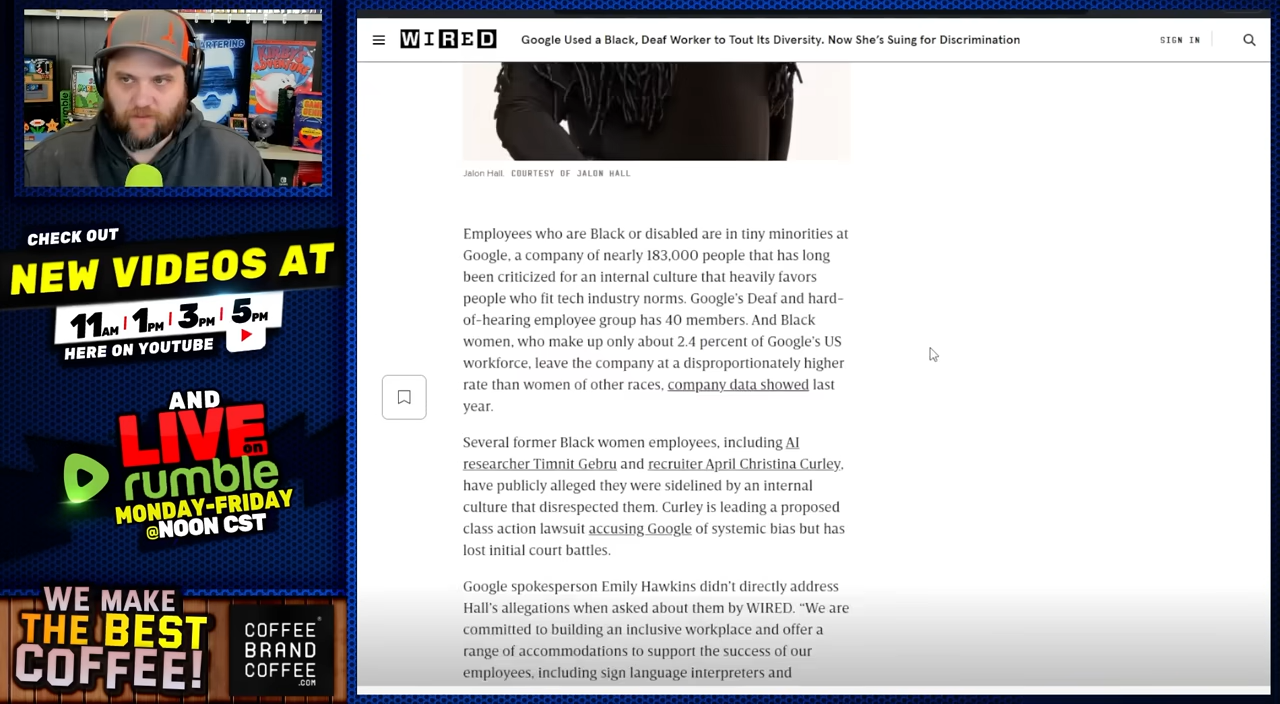 CARTERING
KIRBY'S
ADVENTURE
rumble
CHECK OUT
NEW VIDEOS AT
11AM | 1PM | 3PM | 5PM
HERE ON YOUTUBE
AND
LIVE on
rumble
MONDAY-FRIDAY
@NOON CST
WE MAKE
THE BEST
COFFEE!
COFFEE
BRAND
COFFEE
.COM
WIRED
Google Used a Black, Deaf Worker to Tout Its Diversity. Now She's Suing for Discrimination
SIGN IN
Jalon Hall. COURTESY OF JALON HALL
Employees who are Black or disabled are in tiny minorities at
Google, a company of nearly 183,000 people that has long
been criticized for an internal culture that heavily favors
people who fit tech industry norms. Google's Deaf and hard-
of-hearing employee group has 40 members. And Black
women, who make up only about 2.4 percent of Google's US
workforce, leave the company at a disproportionately higher
rate than women of other races, company data showed last
year.
Several former Black women employees, including AI
researcher Timnit Gebru and recruiter April Christina Curley,
have publicly alleged they were sidelined by an internal
culture that disrespected them. Curley is leading a proposed
class action lawsuit accusing Google of systemic bias but has
lost initial court battles.
Google spokesperson Emily Hawkins didn't directly address
Hall's allegations when asked about them by WIRED. “We are
committed to building an inclusive workplace and offer a
range of accommodations to support the success of our
employees, including sign language interpreters and